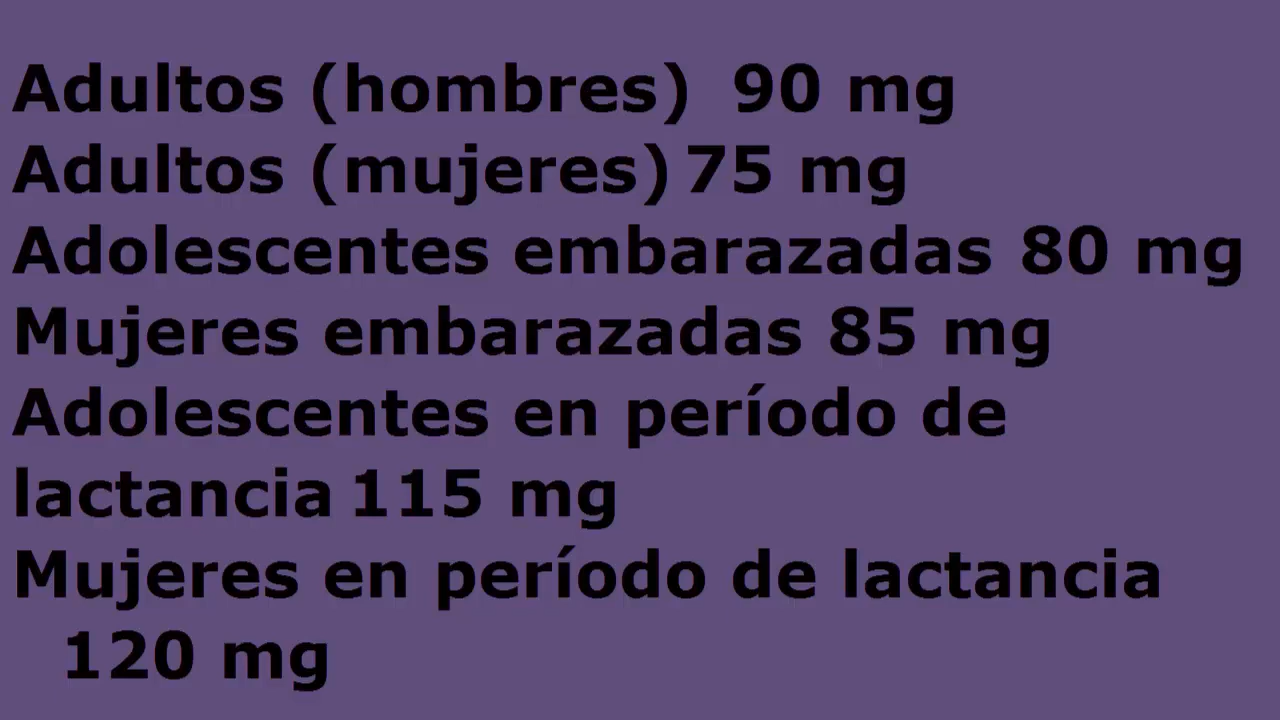 Adultos (hombres) 90 mg
Adultos (mujeres) 75 mg
Adolescentes embarazadas 80 mg
Mujeres embarazadas 85 mg
Adolescentes en período de
lactancia 115 mg
Mujeres en período de lactancia
120 mg